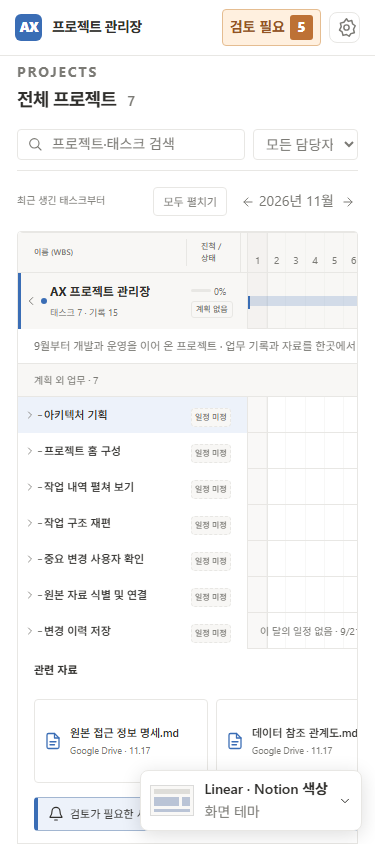 AX 프로젝트 관리장 검토 필요 5
PROJECTS
전체 프로젝트 7
프로젝트·태스크 검색 모든 담당자
최근 생긴 태스크부터 모두 펼치기 ← 2026년 11월 →
이름 (WBS) 진척 / 상태 1 2 3 4 5 6
AX 프로젝트 관리장 0%
태스크 7 · 기록 15 계획 없음
9월부터 개발과 운영을 이어 온 프로젝트 · 업무 기록과 자료를 한곳에서
계획 외 업무 · 7
아키텍처 기획 일정 미정
프로젝트 홈 구성 일정 미정
작업 내역 펼쳐 보기 일정 미정
작업 구조 재편 일정 미정
중요 변경 사용자 확인 일정 미정
원본 자료 식별 및 연결 일정 미정
변경 이력 저장 일정 미정 이 달의 일정 없음 · 9/2
관련 자료
원본 접근 정보 명세.md 데이터 참조 관계도.md
Google Drive · 11.17 Google Drive · 11.17
Linear · Notion 색상
화면 테마
검토가 필요한